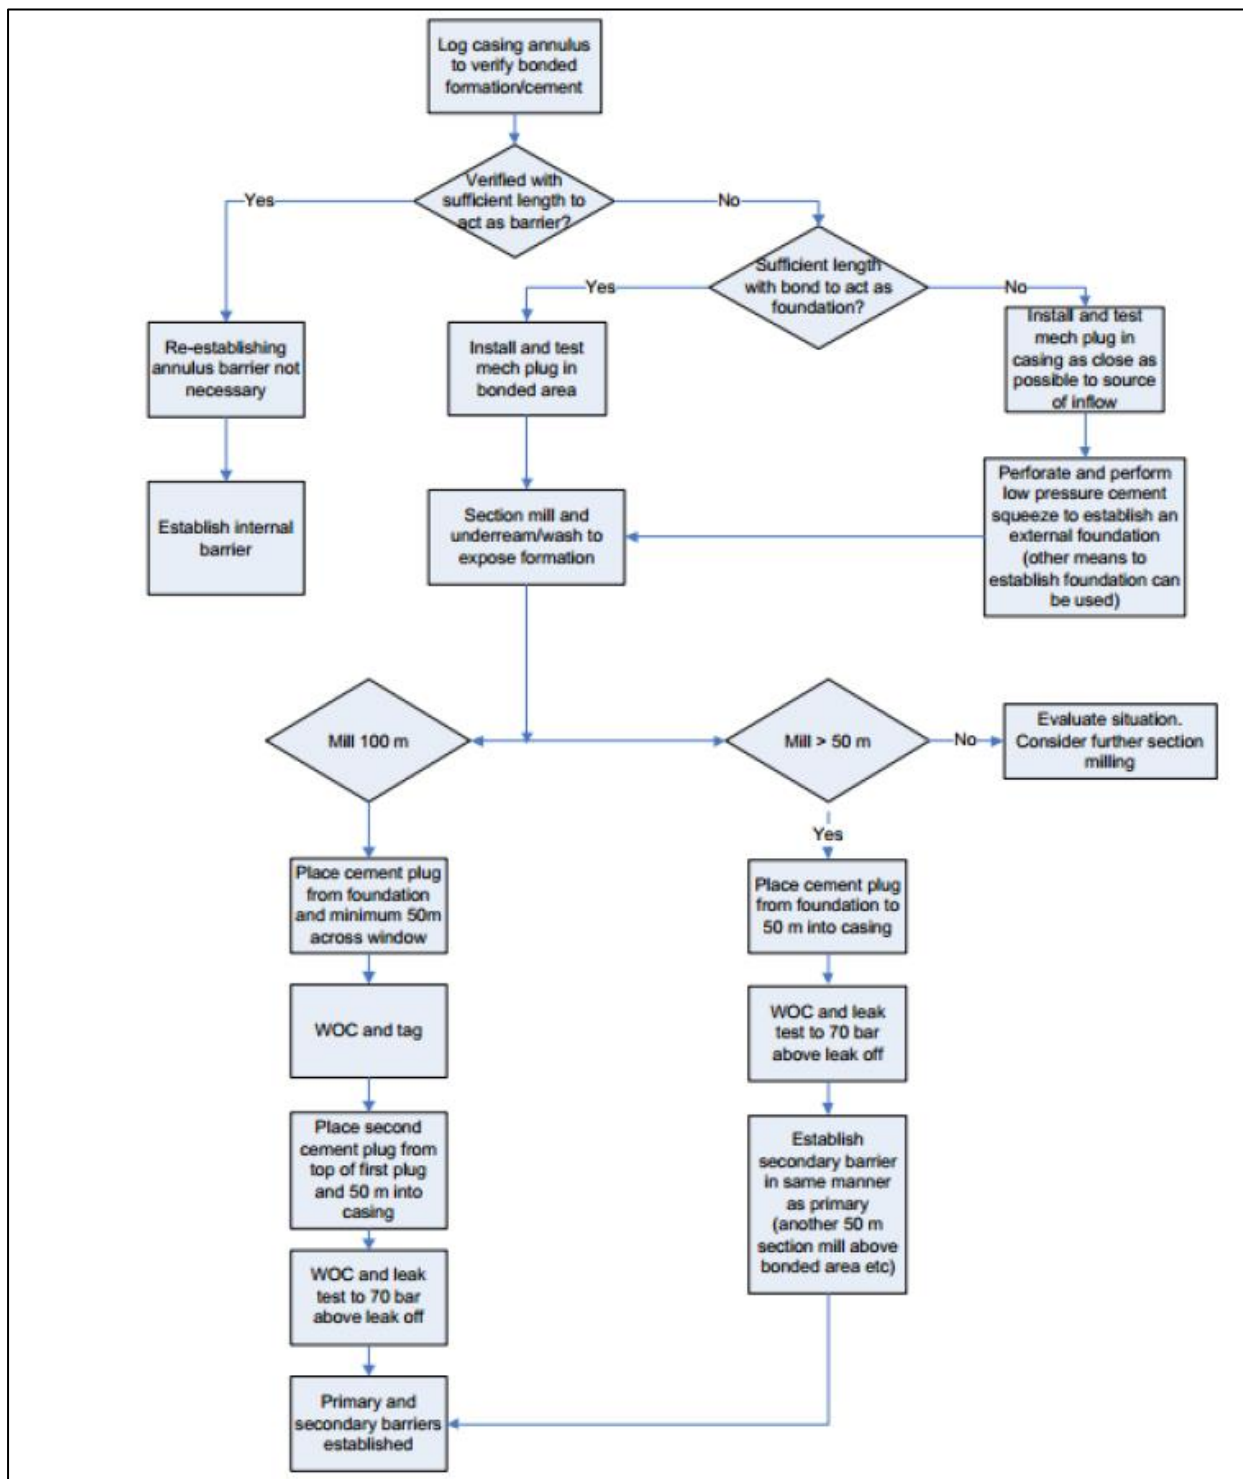 Log casing annulus
to verify bonded
formation/cement
Verified with
sufficient length to
act as barrier?
Yes
No
Sufficient length
with bond to act as
foundation?
Yes
No
Re-establishing
annulus barrier not
necessary
Install and test
mech plug in
bonded area
Install and test
mech plug in
casing as close as
possible to source
of inflow
Establish internal
barrier
Section mill and
underream/wash to
expose formation
Perforate and perform
low pressure cement
squeeze to establish an
external foundation
(other means to
establish foundation can
be used)
Mill 100 m
Mill > 50 m
No
Evaluate situation.
Consider further section
milling
Yes
Place cement plug
from foundation
and minimum 50m
across window
Place cement plug
from foundation to
50 m into casing
WOC and tag
WOC and leak
test to 70 bar
above leak off
Place second
cement plug from
top of first plug
and 50 m into
casing
Establish
secondary barrier
in same manner
as primary
(another 50 m
section mill above
bonded area etc)
WOC and leak
test to 70 bar
above leak off
Primary and
secondary barriers
established